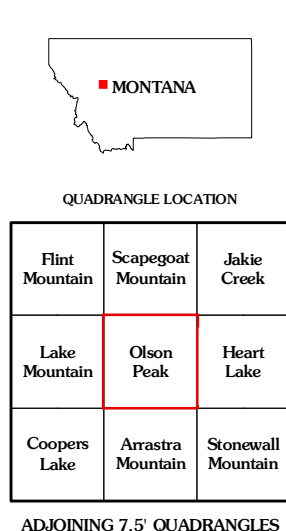 MONTANA
QUADRANGLE LOCATION
Flint
Mountain
Scapegoat
Mountain
Jakie
Creek
Lake
Mountain
Olson
Peak
Heart
Lake
Coopers
Lake
Arrastra
Mountain
Stonewall
Mountain
ADJOINING 7.5' QUADRANGLES